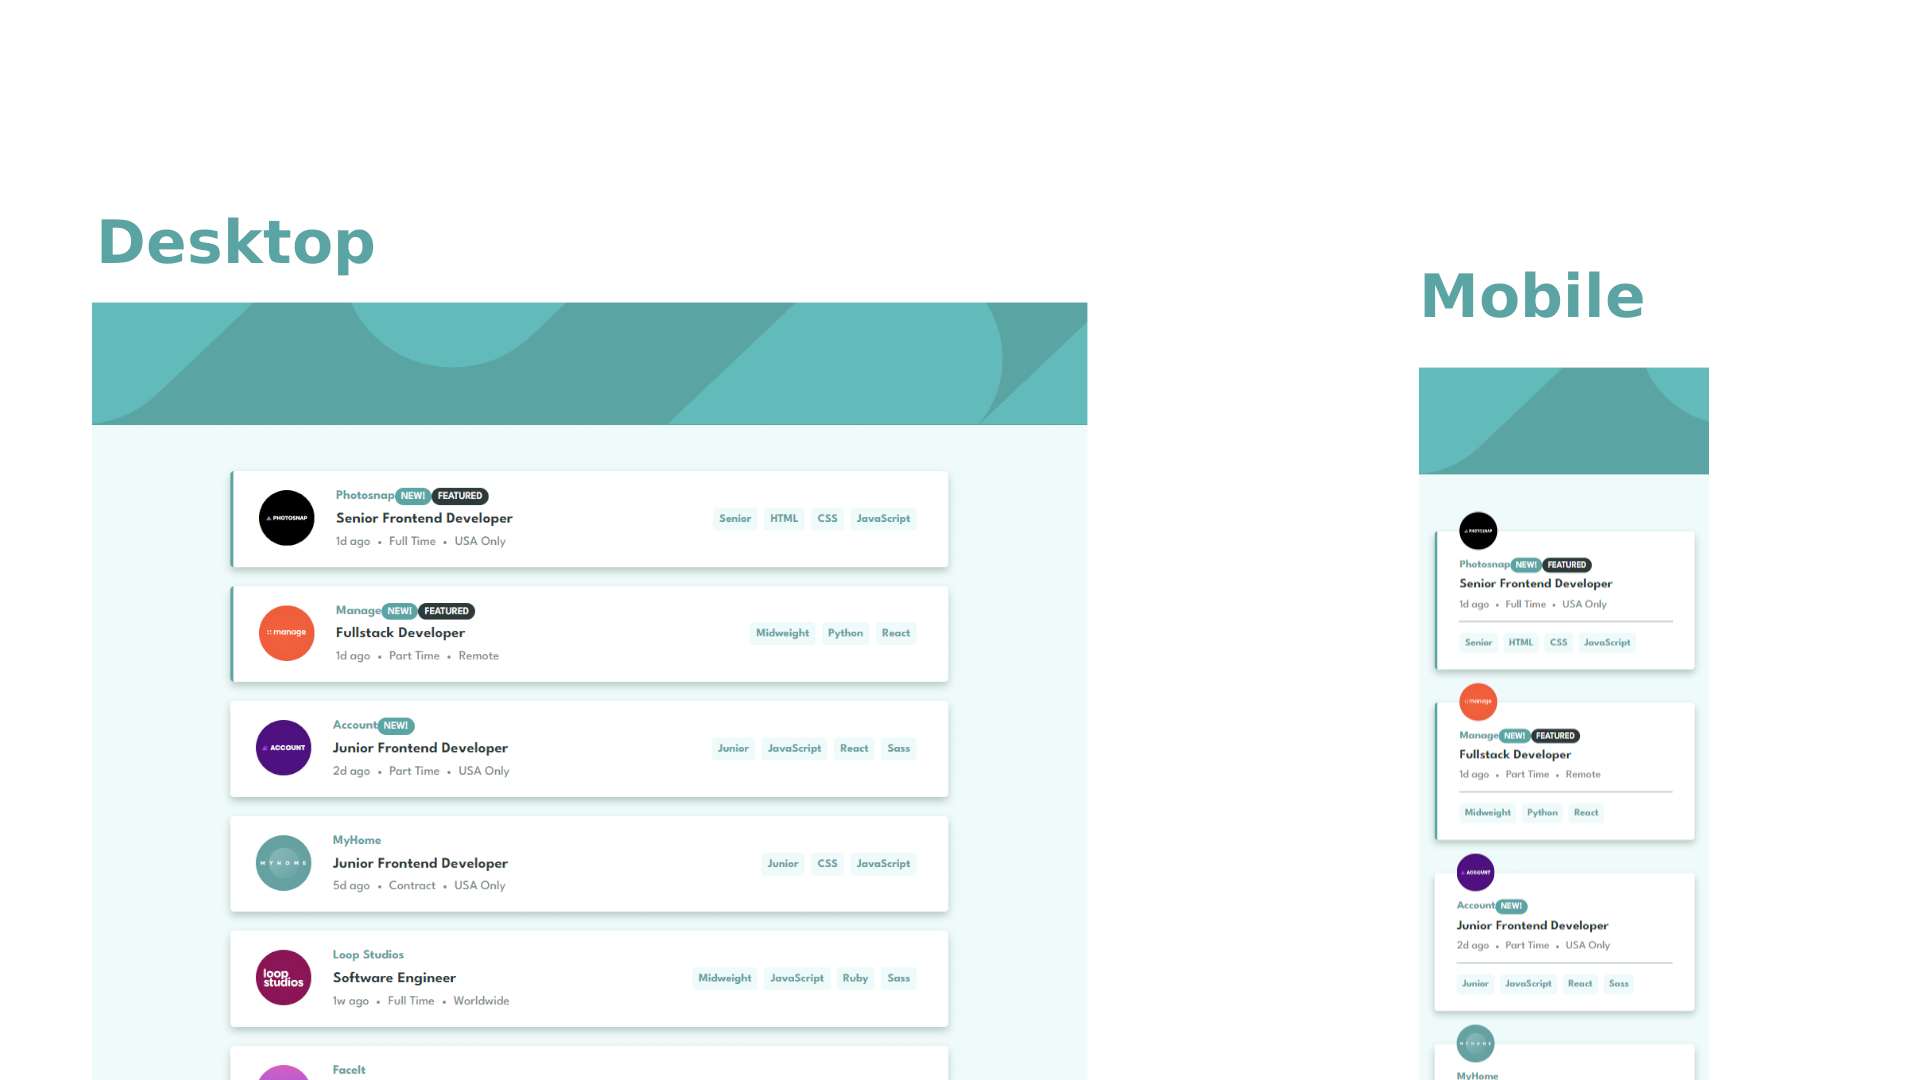 Desktop
PHOTOSNAP
Photosnap NEW! FEATURED
Senior Frontend Developer
1d ago • Full Time • USA Only
Senior HTML CSS JavaScript
manage
Manage NEW! FEATURED
Fullstack Developer
1d ago • Part Time • Remote
Midweight Python React
ACCOUNT
Account NEW!
Junior Frontend Developer
2d ago • Part Time • USA Only
Junior JavaScript React Sass
MYHOME
MyHome
Junior Frontend Developer
5d ago • Contract • USA Only
Junior CSS JavaScript
loop
studios
Loop Studios
Software Engineer
1w ago • Full Time • Worldwide
Midweight JavaScript Ruby Sass
FaceIt
Mobile
PHOTOSNAP
Photosnap NEW! FEATURED
Senior Frontend Developer
1d ago • Full Time • USA Only
Senior HTML CSS JavaScript
manage
Manage NEW! FEATURED
Fullstack Developer
1d ago • Part Time • Remote
Midweight Python React
ACCOUNT
Account NEW!
Junior Frontend Developer
2d ago • Part Time • USA Only
Junior JavaScript React Sass
MYHOME
MyHome